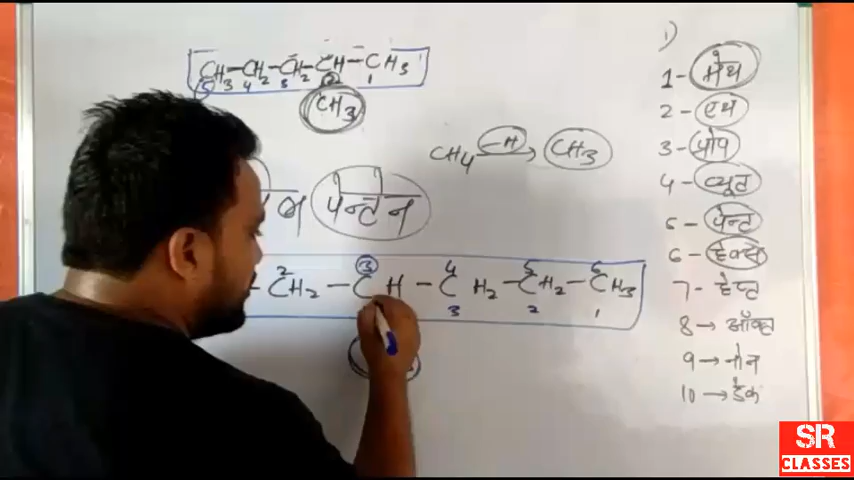 CH3-CH2-CH2-CH-CH3
5 4 3 2 1
CH3
CH4 -H→ CH3
पेन्टेन
2 3 4 5 6
- CH2 - CH - CH2 - CH2 - CH3
3 2 1
1)
1- मेथ
2 - एथ
3- प्रोप
4 - ब्यूट
5 - पेन्ट
6 - हेक्स
7 - हेप्ट
8 → ऑक्ट
9 → नोन
10 → डेक
SR
CLASSES